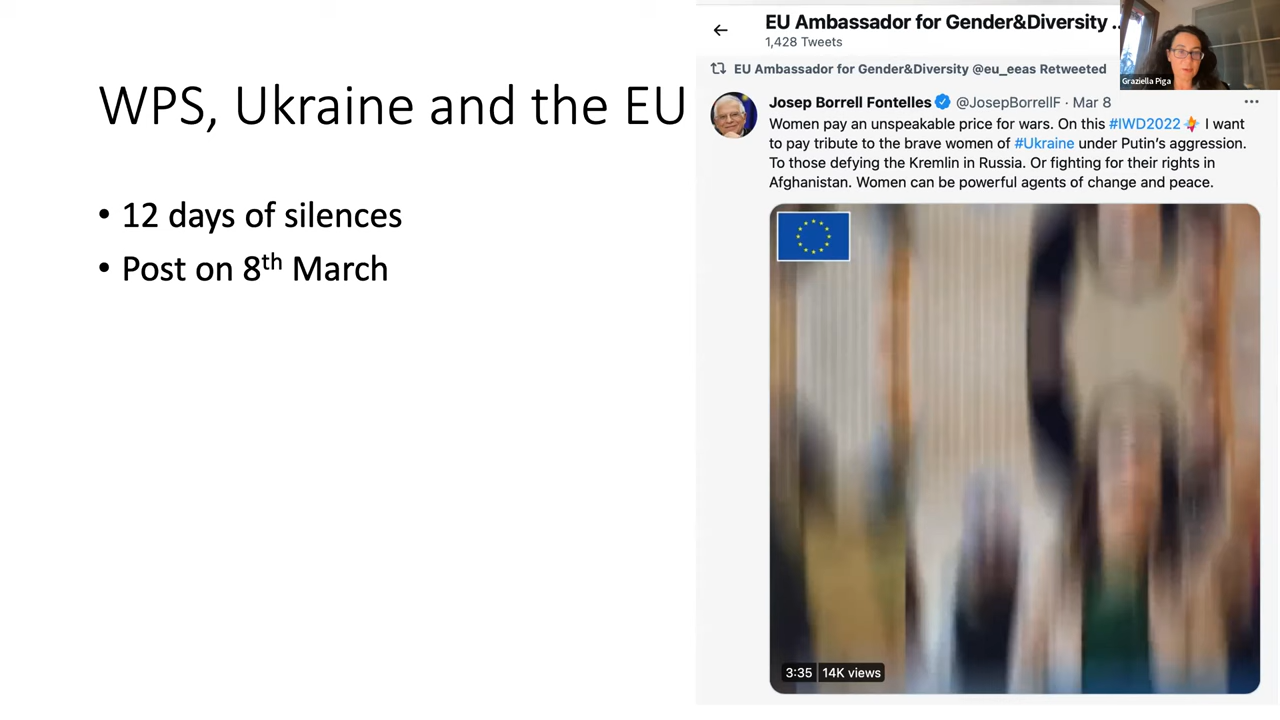 WPS, Ukraine and the EU
• 12 days of silences
• Post on 8th March
EU Ambassador for Gender&Diversity ..
1,428 Tweets
EU Ambassador for Gender&Diversity @eu_eeas Retweeted
Josep Borrell Fontelles @JosepBorrellF · Mar 8
Women pay an unspeakable price for wars. On this #IWD2022 I want
to pay tribute to the brave women of #Ukraine under Putin's aggression.
To those defying the Kremlin in Russia. Or fighting for their rights in
Afghanistan. Women can be powerful agents of change and peace.
3:35 14K views
Graziella Piga